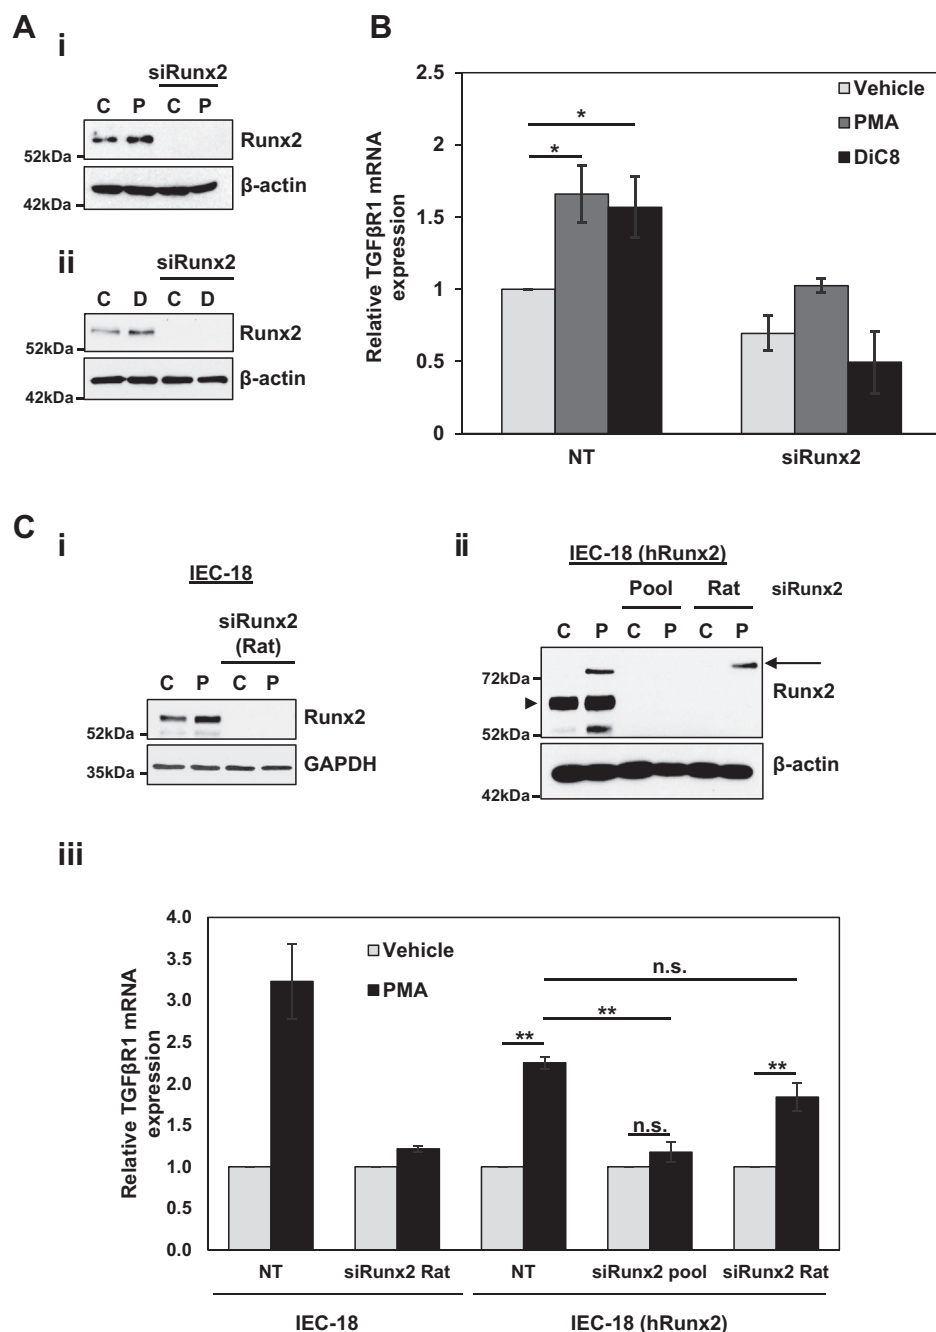 A
i
siRunx2
C P C P
Runx2
52kDa
β-actin
42kDa
ii
siRunx2
C D C D
Runx2
52kDa
β-actin
42kDa
B
Relative TGFβR1 mRNA
expression
2.5
2
1.5
1
0.5
0
*
*
Vehicle
PMA
DiC8
NT siRunx2
C
i
IEC-18
siRunx2
(Rat)
C P C P
Runx2
52kDa
GAPDH
35kDa
ii
IEC-18 (hRunx2)
Pool Rat siRunx2
C P C P C P
72kDa
Runx2
52kDa
β-actin
42kDa
iii
Relative TGFβR1 mRNA
expression
4.0
3.5
3.0
2.5
2.0
1.5
1.0
0.5
0.0
Vehicle
PMA
n.s.
**
**
n.s.
**
NT siRunx2 Rat NT siRunx2 pool siRunx2 Rat
IEC-18 IEC-18 (hRunx2)